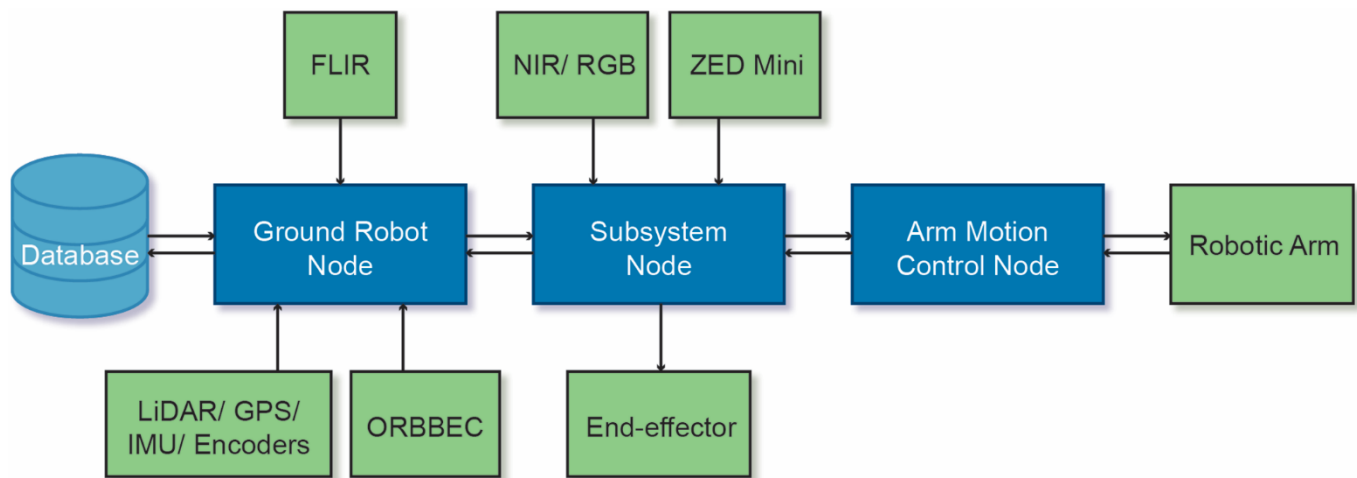 FLIR
NIR/ RGB
ZED Mini
Database
Ground Robot
Node
Subsystem
Node
Arm Motion
Control Node
Robotic Arm
LiDAR/ GPS/
IMU/ Encoders
ORBBEC
End-effector